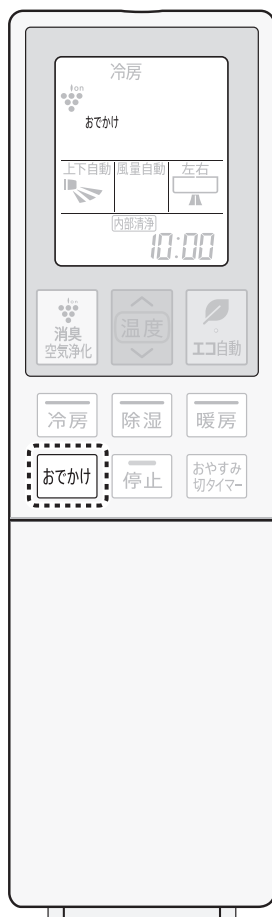 冷房
Ion
おでかけ
上下自動 風量自動 左右
内部清浄
10:00
Ion
消臭
空気浄化
温度
エコ自動
冷房 除湿 暖房
おでかけ 停止 おやすみ
切タイマー